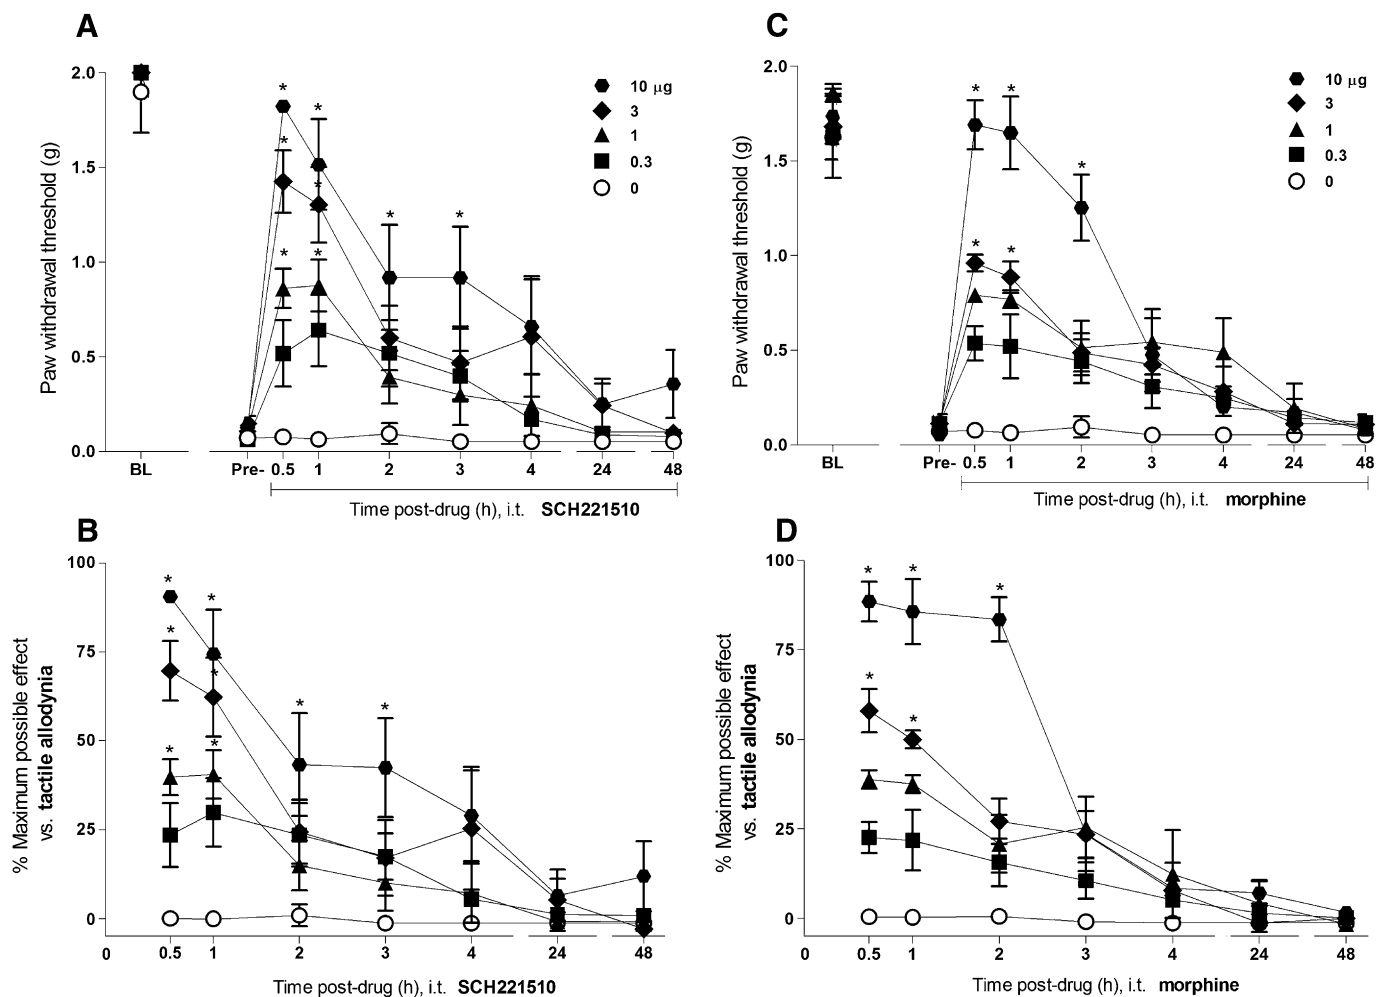 A
Paw withdrawal threshold (g)
2.0
1.5
1.0
0.5
0.0
* * * * * * * *
10 μg
3
1
0.3
0
BL Pre- 0.5 1 2 3 4 24 48
Time post-drug (h), i.t. SCH221510
C
Paw withdrawal threshold (g)
2.0
1.5
1.0
0.5
0.0
* * * * *
10 μg
3
1
0.3
0
BL Pre- 0.5 1 2 3 4 24 48
Time post-drug (h), i.t. morphine
B
% Maximum possible effect
vs. tactile allodynia
100
75
50
25
0
* * * * * * * *
0 0.5 1 2 3 4 24 48
Time post-drug (h), i.t. SCH221510
D
% Maximum possible effect
vs. tactile allodynia
100
75
50
25
0
* * * * *
0 0.5 1 2 3 4 24 48
Time post-drug (h), i.t. morphine